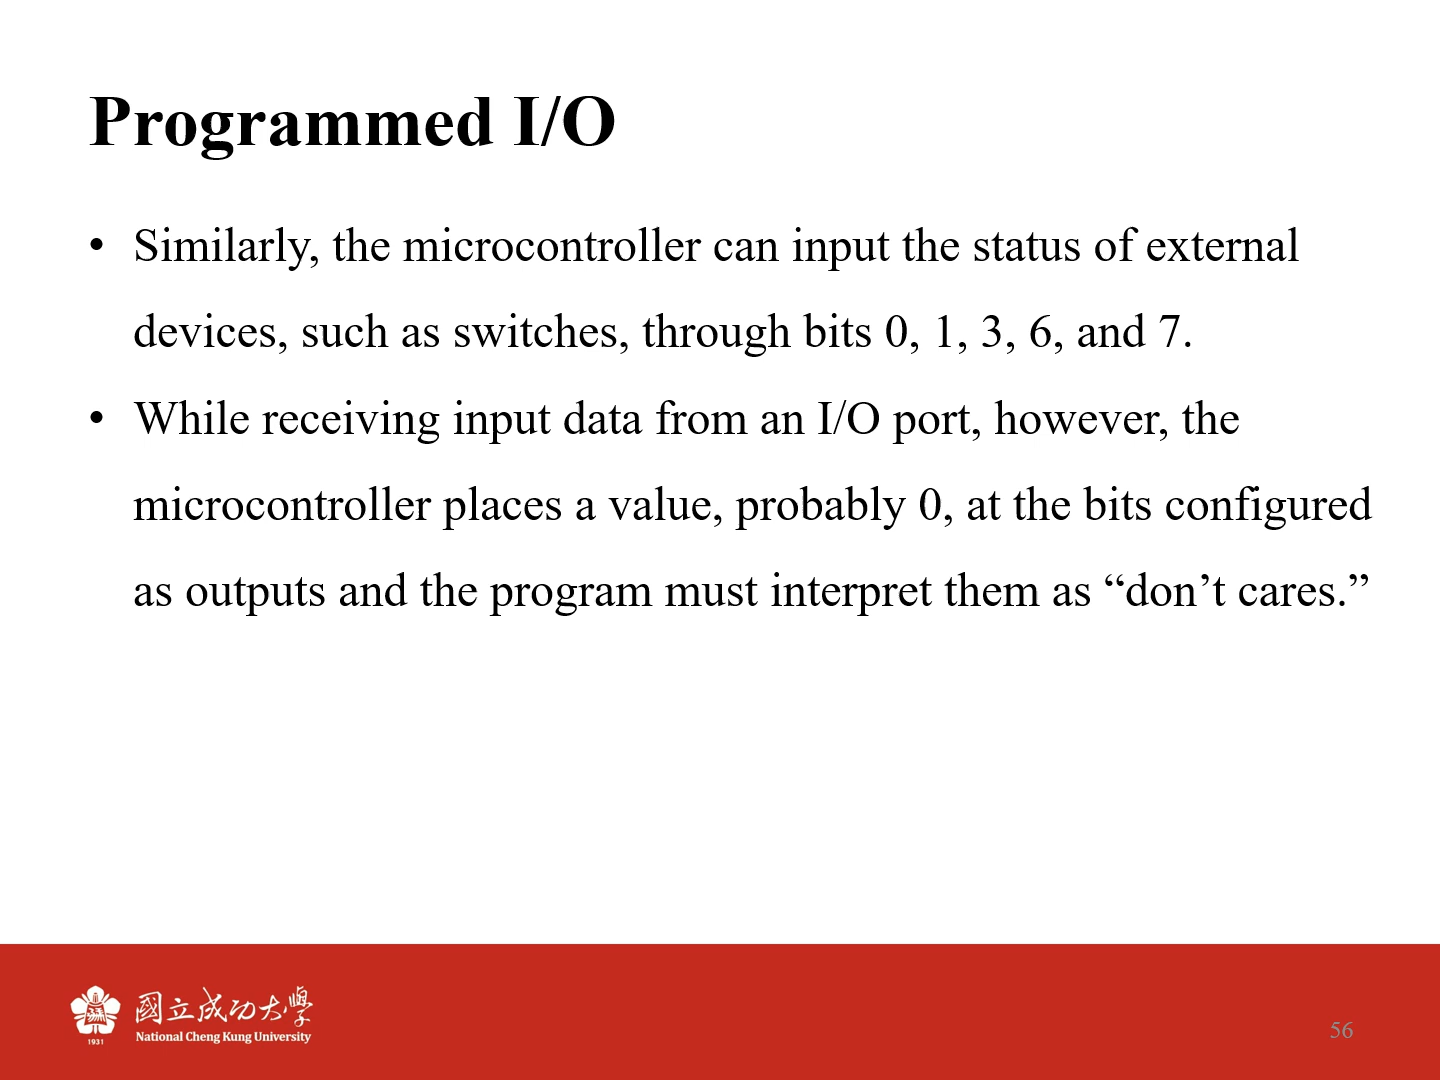 Programmed I/O
• Similarly, the microcontroller can input the status of external
devices, such as switches, through bits 0, 1, 3, 6, and 7.
• While receiving input data from an I/O port, however, the
microcontroller places a value, probably 0, at the bits configured
as outputs and the program must interpret them as “don’t cares.”
國立成功大學
National Cheng Kung University
1931
56